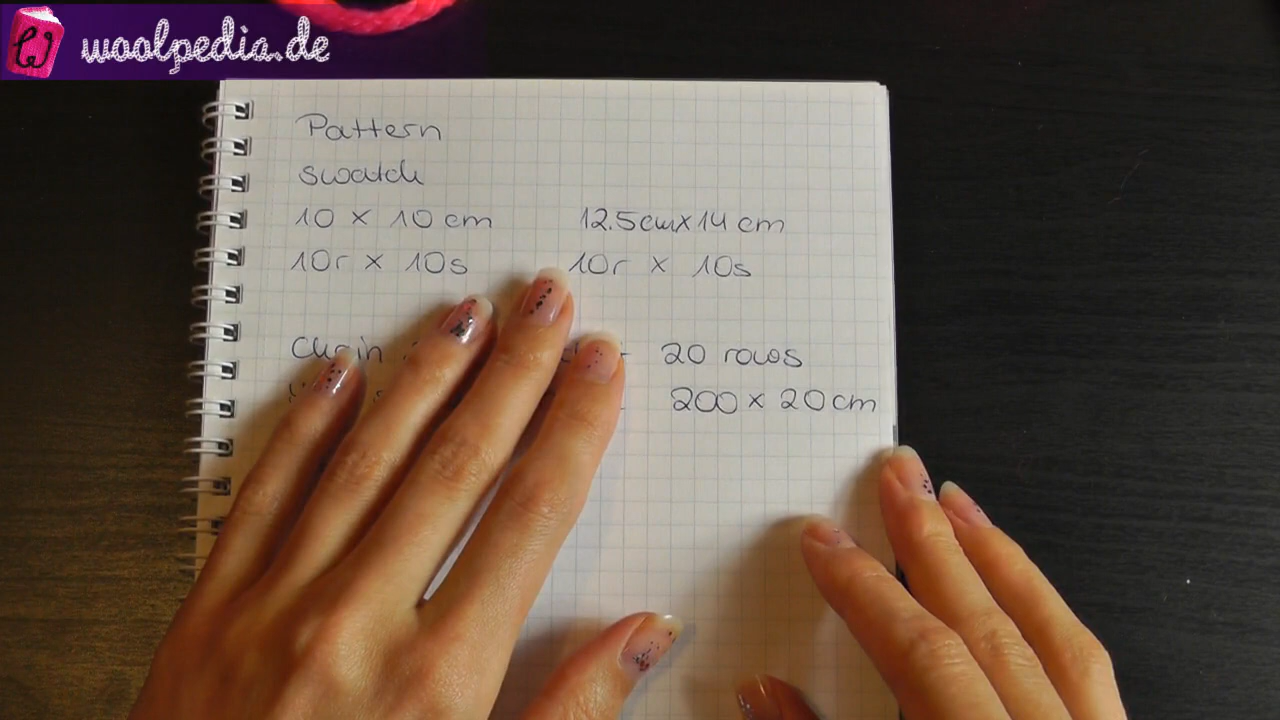 woolpedia.de
Pattern
swatch
10 x 10 cm 12.5cm x 14 cm
10r x 10s 10r x 10s
Chain 20 rows
200 x 20 cm